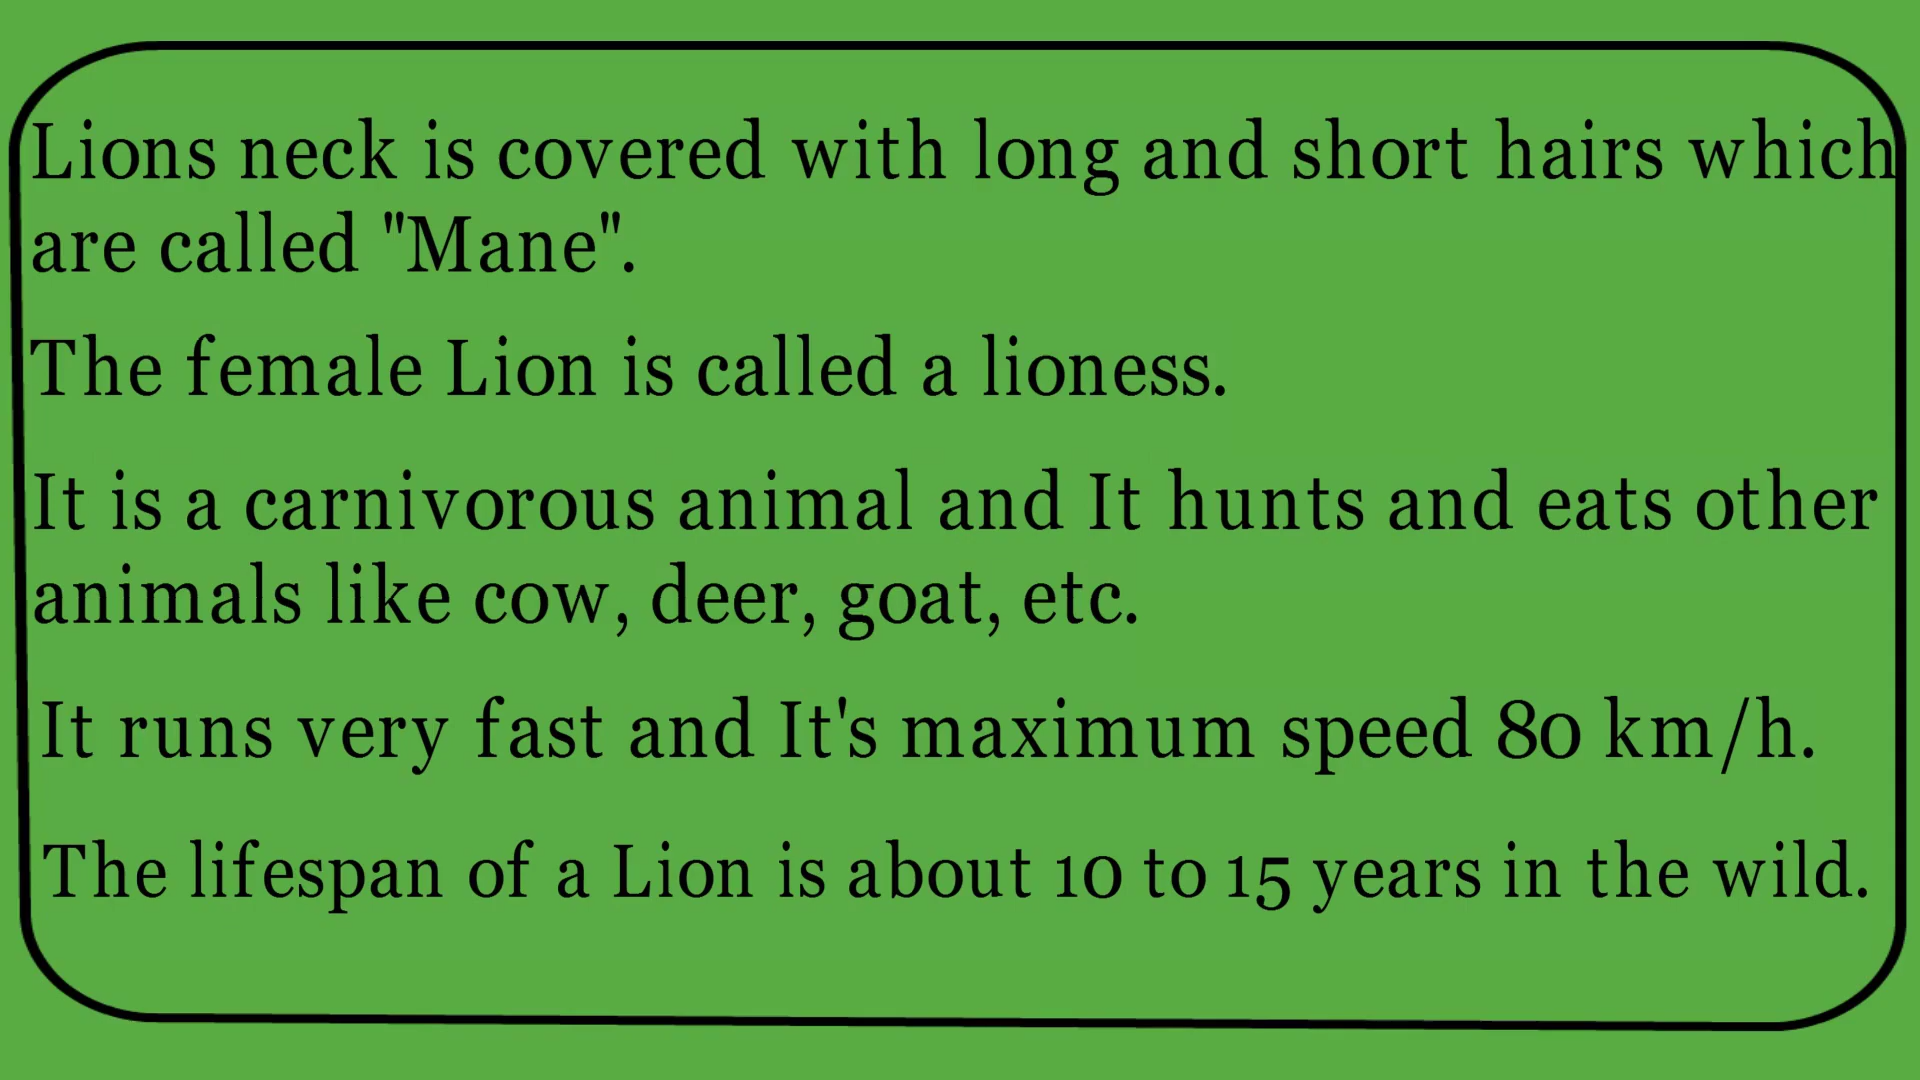 Lions neck is covered with long and short hairs which
are called "Mane".
The female Lion is called a lioness.
It is a carnivorous animal and It hunts and eats other
animals like cow, deer, goat, etc.
It runs very fast and It's maximum speed 80 km/h.
The lifespan of a Lion is about 10 to 15 years in the wild.